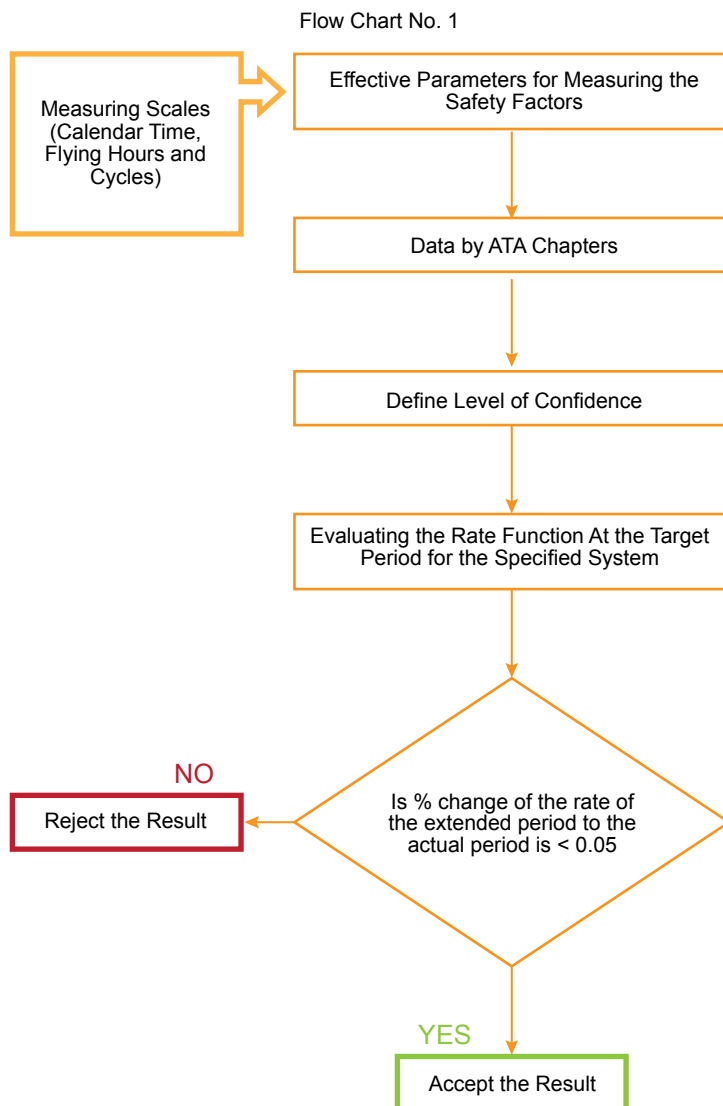 Flow Chart No. 1
Measuring Scales
(Calendar Time,
Flying Hours and
Cycles)
Effective Parameters for Measuring the
Safety Factors
Data by ATA Chapters
Define Level of Confidence
Evaluating the Rate Function At the Target
Period for the Specified System
Is % change of the rate of
the extended period to the
actual period is < 0.05
NO
Reject the Result
YES
Accept the Result